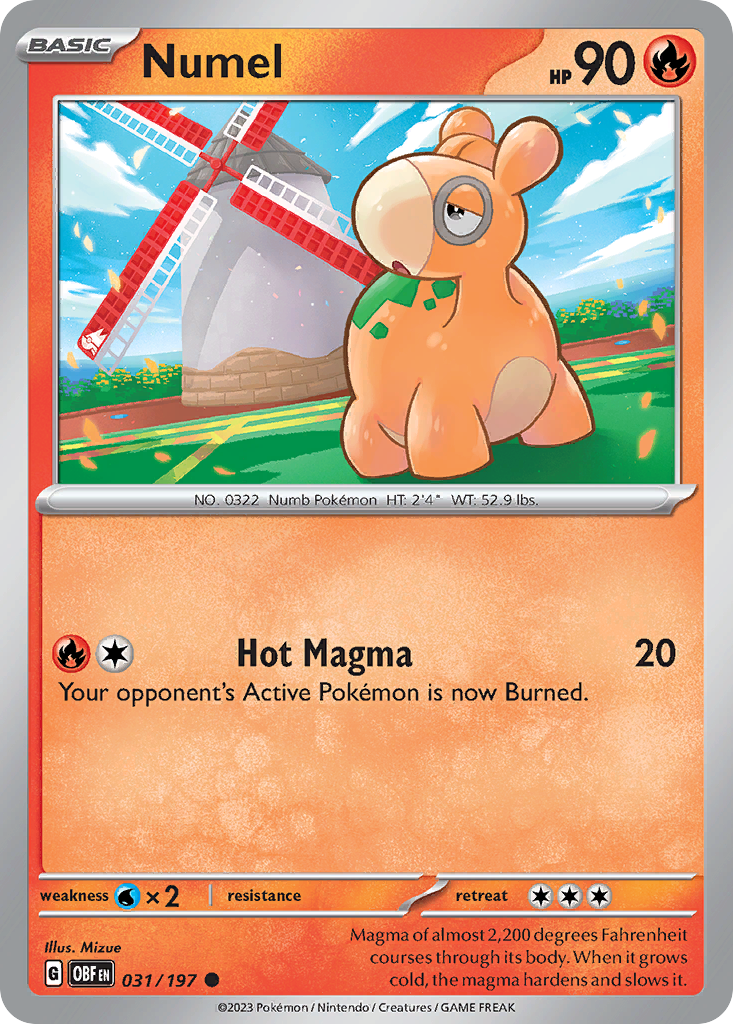 BASIC Numel HP 90
NO. 0322 Numb Pokémon HT: 2'4" WT: 52.9 lbs.
Hot Magma 20
Your opponent's Active Pokémon is now Burned.
weakness ×2 resistance retreat
Illus. Mizue
Magma of almost 2,200 degrees Fahrenheit
courses through its body. When it grows
cold, the magma hardens and slows it.
G OBF EN 031/197
©2023 Pokémon / Nintendo / Creatures / GAME FREAK